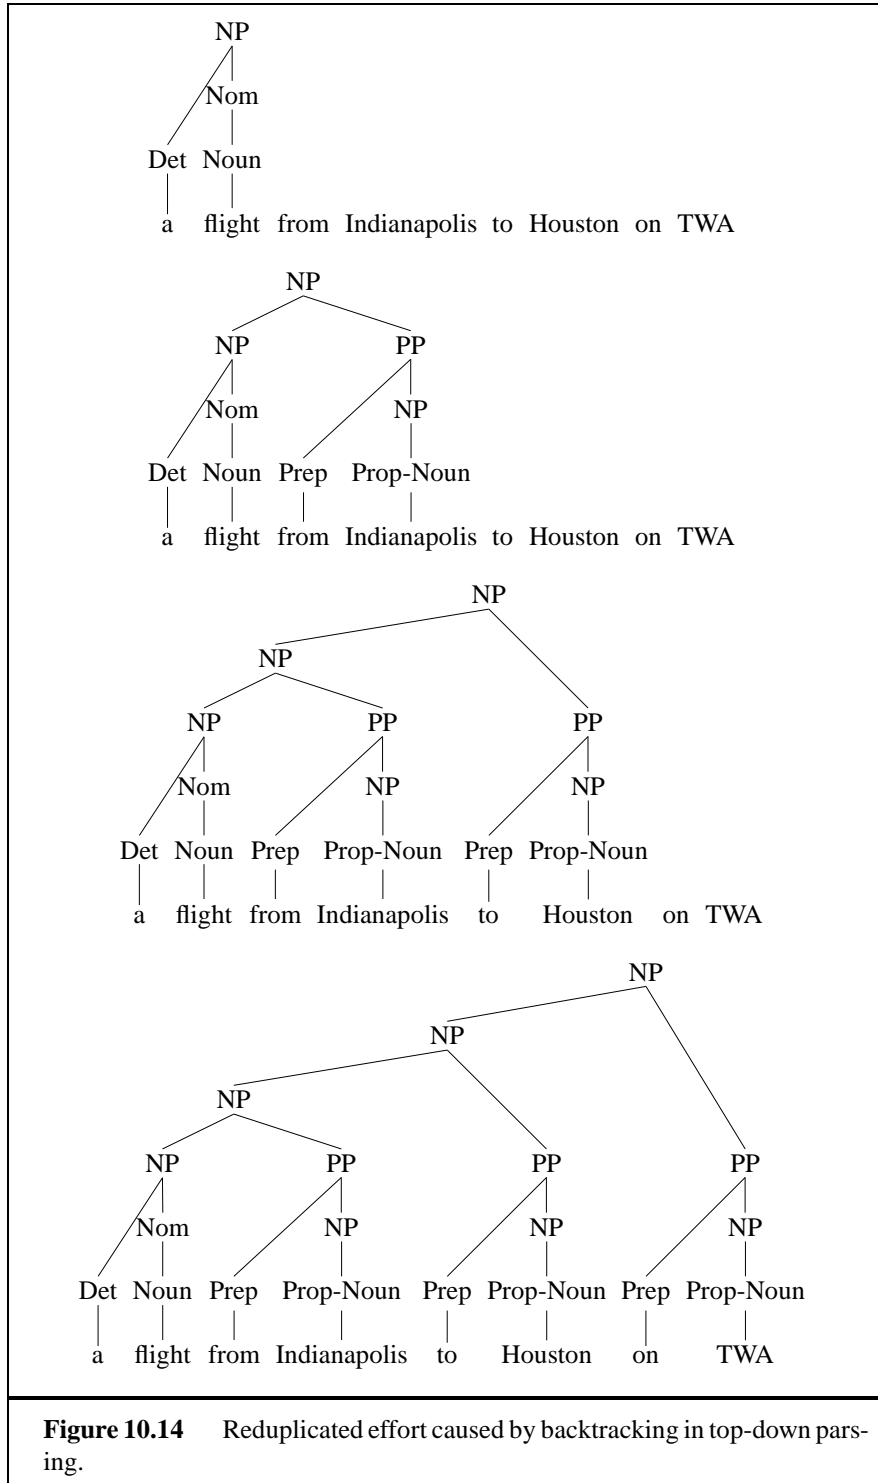 NP
Nom
Det Noun
a flight from Indianapolis to Houston on TWA
NP
NP PP
Nom NP
Det Noun Prep Prop-Noun
a flight from Indianapolis to Houston on TWA
NP
NP
NP PP PP
Nom NP NP
Det Noun Prep Prop-Noun Prep Prop-Noun
a flight from Indianapolis to Houston on TWA
NP
NP
NP
NP PP PP PP
Nom NP NP NP
Det Noun Prep Prop-Noun Prep Prop-Noun Prep Prop-Noun
a flight from Indianapolis to Houston on TWA
Figure 10.14 Reduplicated effort caused by backtracking in top-down pars-
ing.